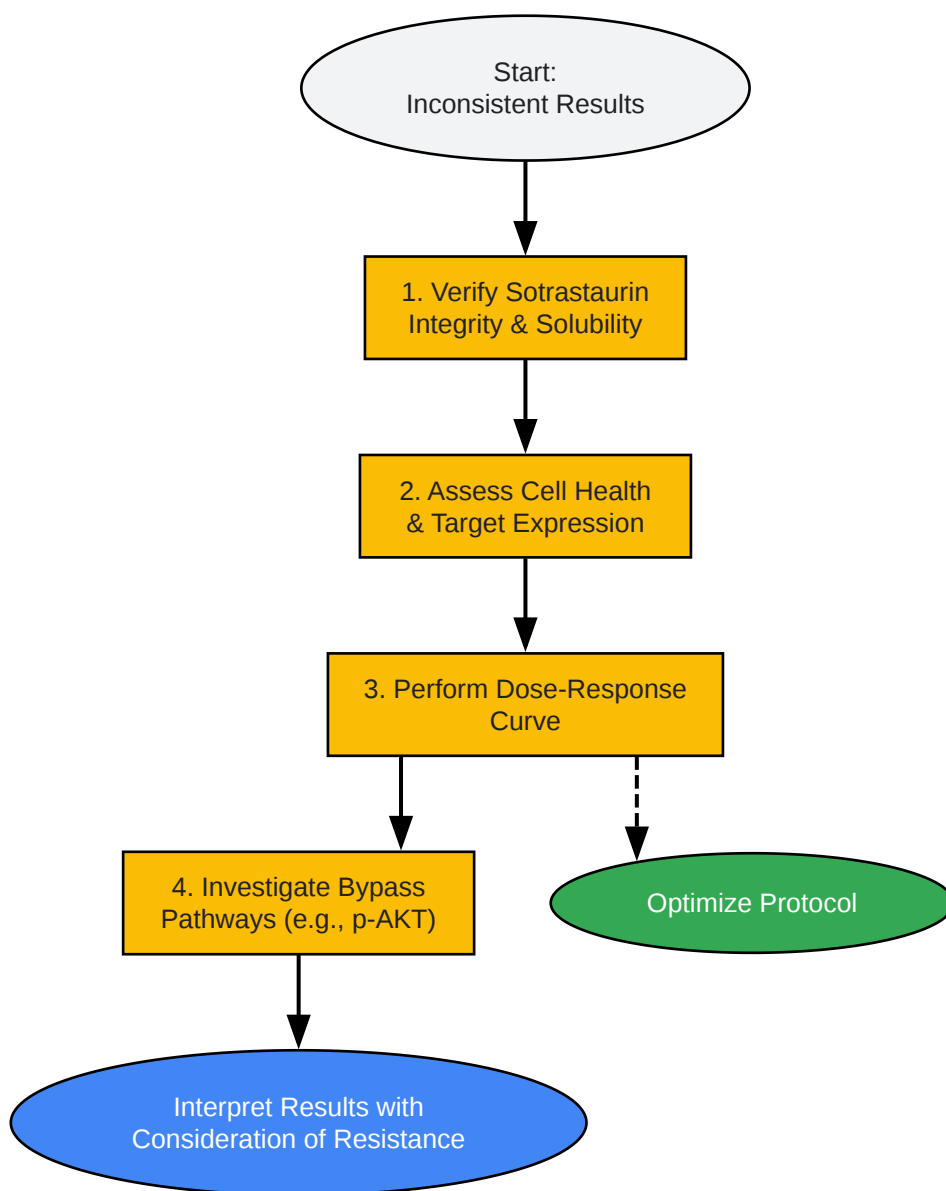 Start:
Inconsistent Results
1. Verify Sotrastaurin
Integrity & Solubility
2. Assess Cell Health
& Target Expression
3. Perform Dose-Response
Curve
4. Investigate Bypass
Pathways (e.g., p-AKT)
Optimize Protocol
Interpret Results with
Consideration of Resistance